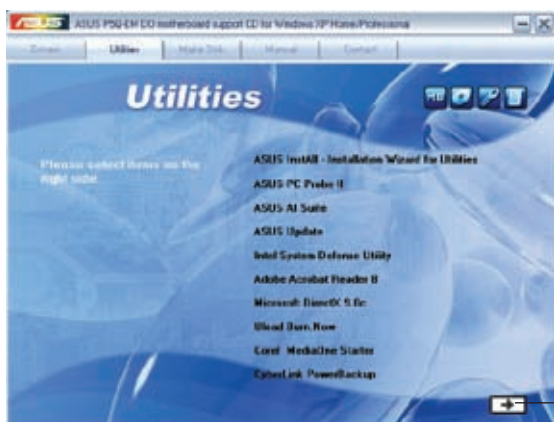 ASUS P5Q-EM DO motherboard support CD for Windows XP Home/Professional
Drivers
Utilities
Make Disk
Manual
Contact
Utilities
Please select items on the
right side.
ASUS InstAll - Installation Wizard for Utilities
ASUS PC Probe II
ASUS AI Suite
ASUS Update
Intel System Defense Utility
Adobe Acrobat Reader 8
Microsoft DirectX 9.0c
Ulead Burn.Now
Corel MediaOne Starter
CyberLink PowerBackup